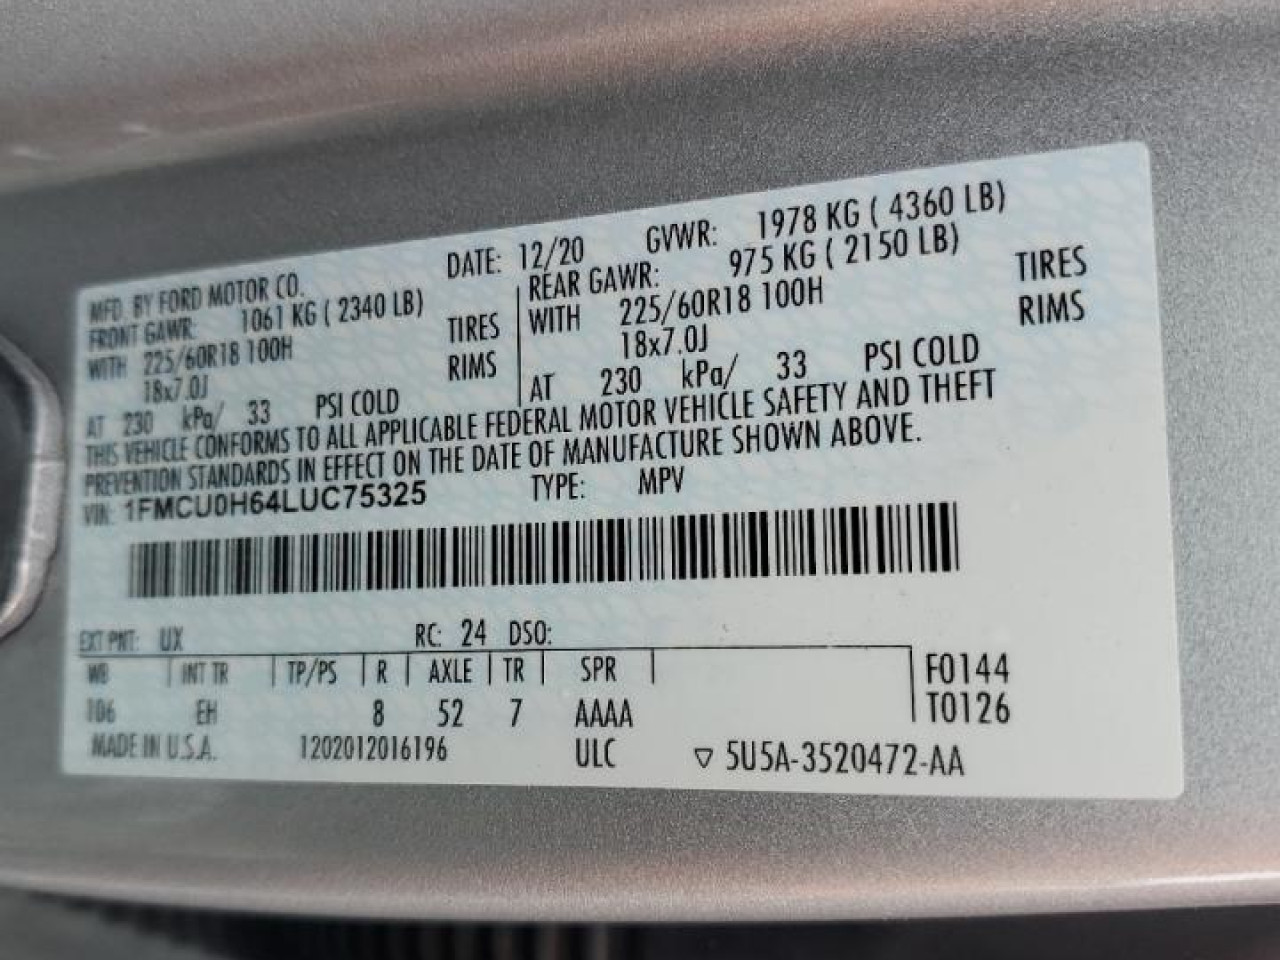 MFD. BY FORD MOTOR CO. DATE: 12/20 GVWR: 1978 KG ( 4360 LB)
FRONT GAWR: 1061 KG ( 2340 LB) REAR GAWR: 975 KG ( 2150 LB)
WITH 225/60R18 100H TIRES WITH 225/60R18 100H TIRES
18x7.0J RIMS 18x7.0J RIMS
AT 230 kPa/ 33 PSI COLD AT 230 kPa/ 33 PSI COLD
THIS VEHICLE CONFORMS TO ALL APPLICABLE FEDERAL MOTOR VEHICLE SAFETY AND THEFT
PREVENTION STANDARDS IN EFFECT ON THE DATE OF MANUFACTURE SHOWN ABOVE.
VIN: 1FMCU0H64LUC75325 TYPE: MPV
EXT PNT: UX RC: 24 DSO:
WB INT TR TP/PS R AXLE TR SPR F0144
106 EH 8 52 7 AAAA T0126
MADE IN U.S.A. 1202012016196 ULC ▽ 5U5A-3520472-AA